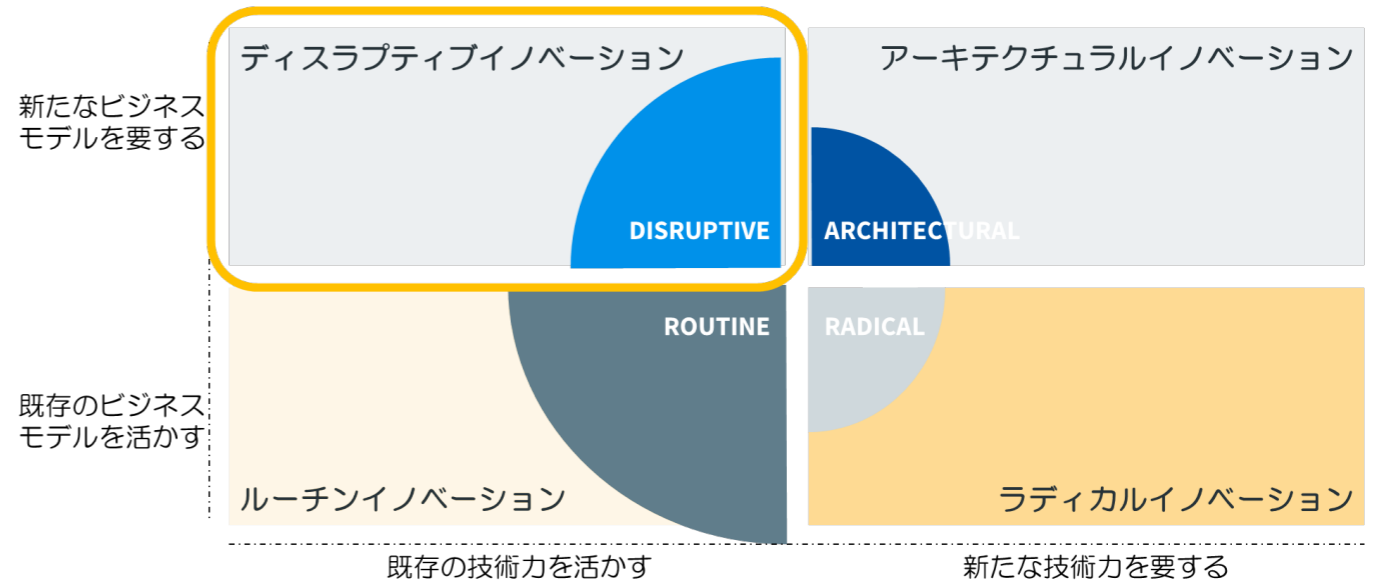 ディスラプティブイノベーション
アーキテクチュラルイノベーション
新たなビジネス
モデルを要する
DISRUPTIVE
ARCHITECTURAL
ROUTINE
RADICAL
既存のビジネス
モデルを活かす
ルーチンイノベーション
ラディカルイノベーション
既存の技術力を活かす
新たな技術力を要する